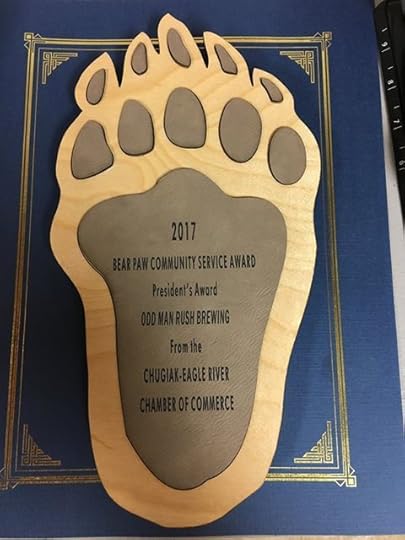 2017
BEAR PAW COMMUNITY SERVICE AWARD
President's Award
ODD MAN RUSH BREWING
From the
CHUGIAK-EAGLE RIVER
CHAMBER OF COMMERCE